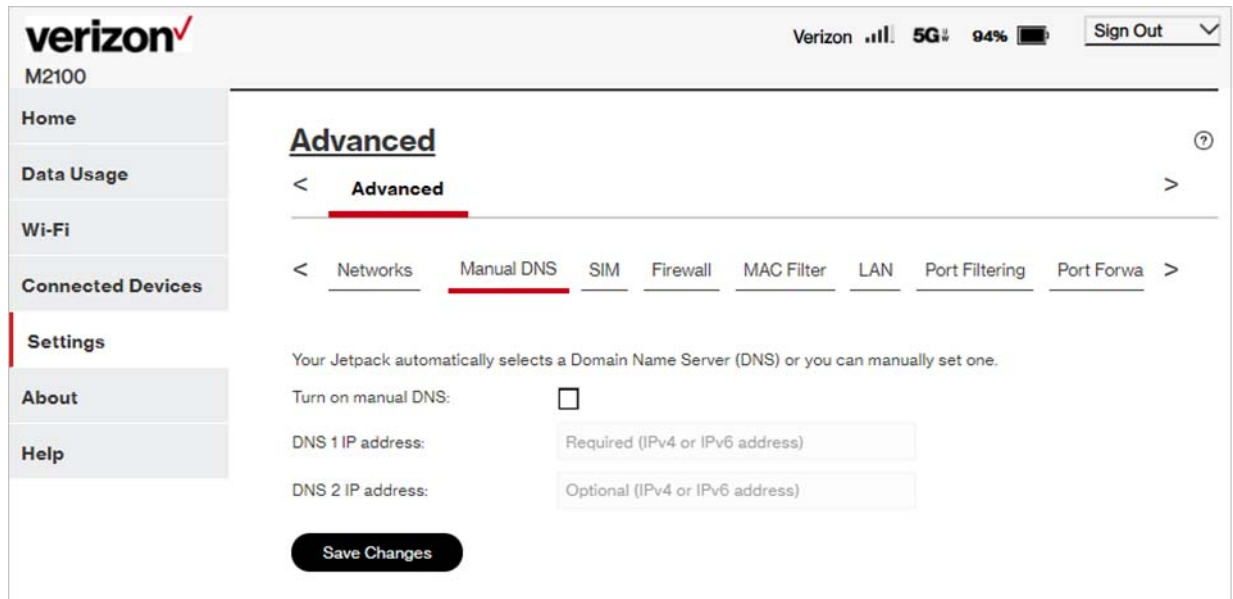 verizon
Verizon 5G UW 94% Sign Out
M2100
Home
Data Usage
Wi-Fi
Connected Devices
Settings
About
Help
Advanced
?
< Advanced >
< Networks Manual DNS SIM Firewall MAC Filter LAN Port Filtering Port Forwa >
Your Jetpack automatically selects a Domain Name Server (DNS) or you can manually set one.
Turn on manual DNS:
DNS 1 IP address: Required (IPv4 or IPv6 address)
DNS 2 IP address: Optional (IPv4 or IPv6 address)
Save Changes